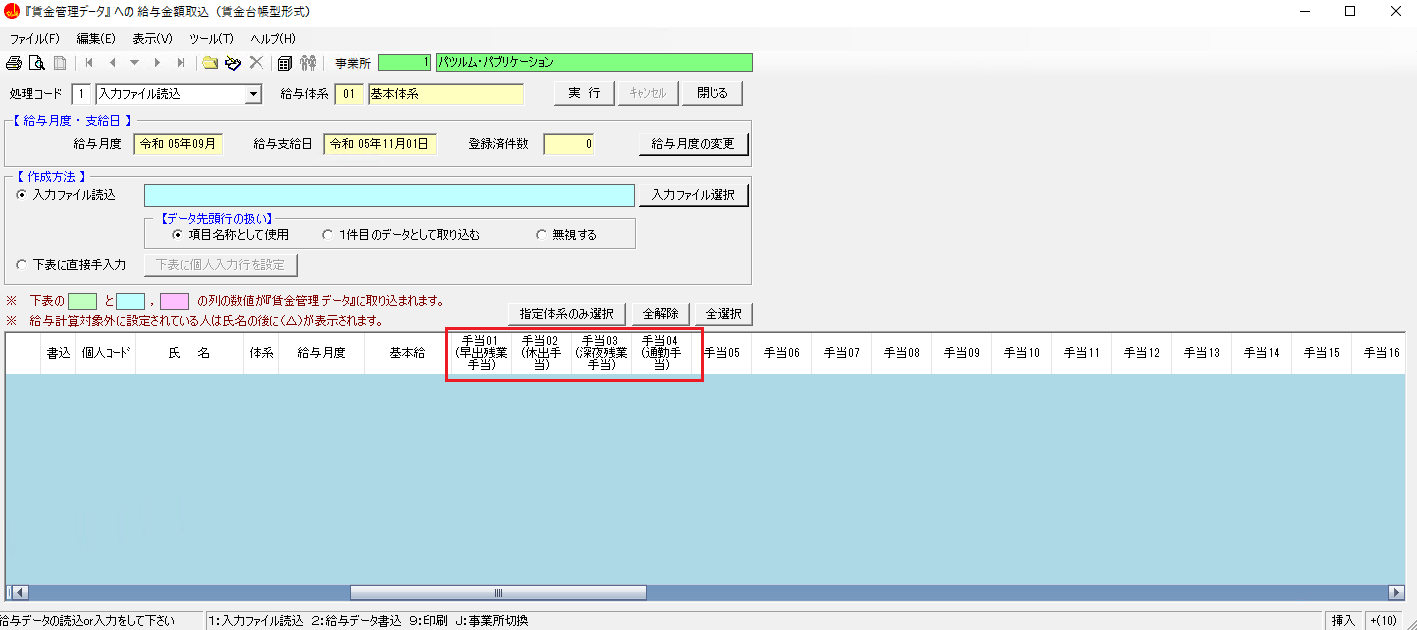 『賃金管理データ』 への 給与金額取込 （賃金台帳型形式）
ファイル(F) 編集(E) 表示(V) ツール(T) ヘルプ(H)
事業所 1 パツルム・パブリケーション
処理コード 1 入力ファイル読込 給与体系 01 基本体系 実 行 キャンセル 閉じる
【 給与月度・支給日 】
給与月度 令和 05年09月 給与支給日 令和 05年11月01日 登録済件数 0 給与月度の変更
【 作成方法 】
入力ファイル読込 入力ファイル選択
【データ先頭行の扱い】
項目名称として使用 1件目のデータとして取り込む 無視する
下表に直接手入力 下表に個人入力行を設定
※ 下表の と , の列の数値が『賃金管理データ』に取り込まれます。
※ 給与計算対象外に設定されている人は氏名の後に(△)が表示されます。
指定体系のみ選択 全解除 全選択
書込 個人コード 氏 名 体系 給与月度 基本給 手当01 (早出残業手当) 手当02 (休出手当) 手当03 (深夜残業手当) 手当04 (通勤手当) 手当05 手当06 手当07 手当08 手当09 手当10 手当11 手当12 手当13 手当14 手当15 手当16
給与データの読込or入力をして下さい 1:入力ファイル読込 2:給与データ書込 9:印刷 J:事業所切換 挿入 +(10)